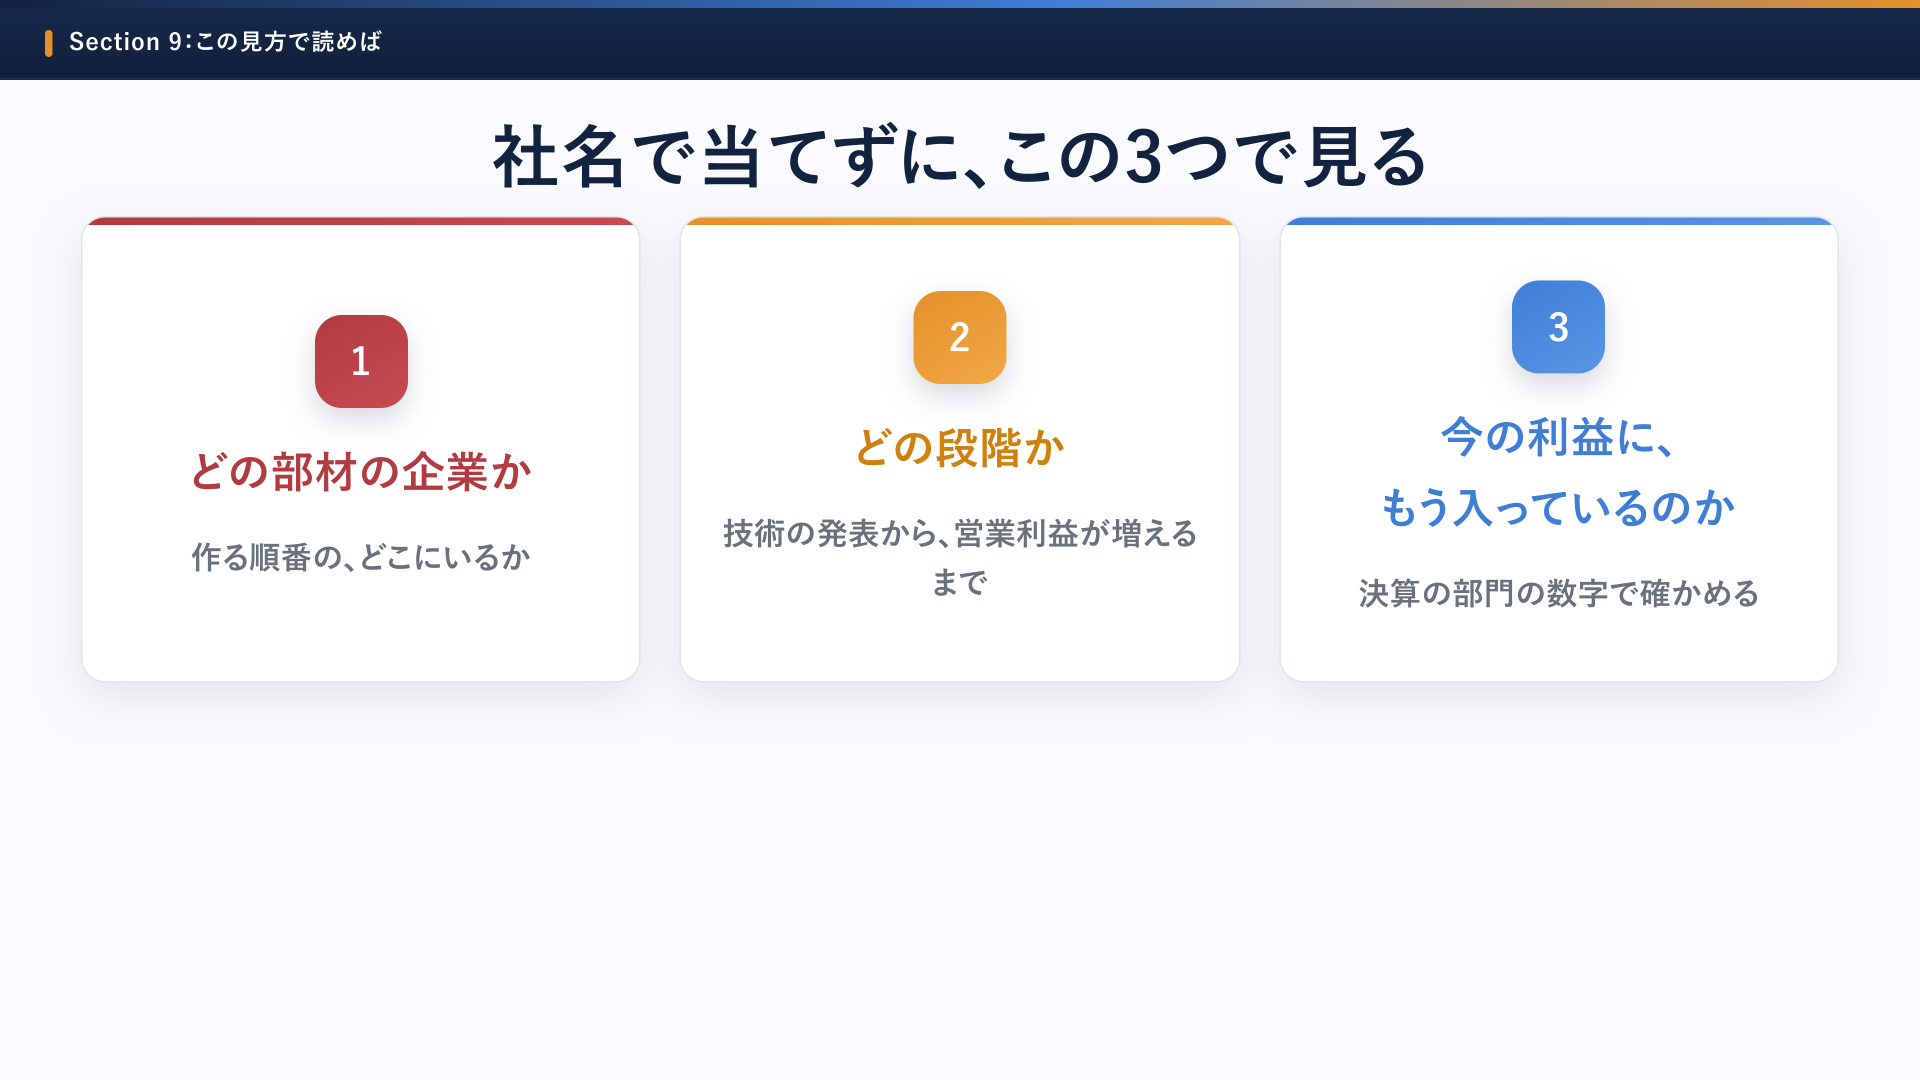 Section 9：この見方で読めば
社名で当てずに、この3つで見る
1
どの部材の企業か
作る順番の、どこにいるか
2
どの段階か
技術の発表から、営業利益が増える
まで
3
今の利益に、
もう入っているのか
決算の部門の数字で確かめる